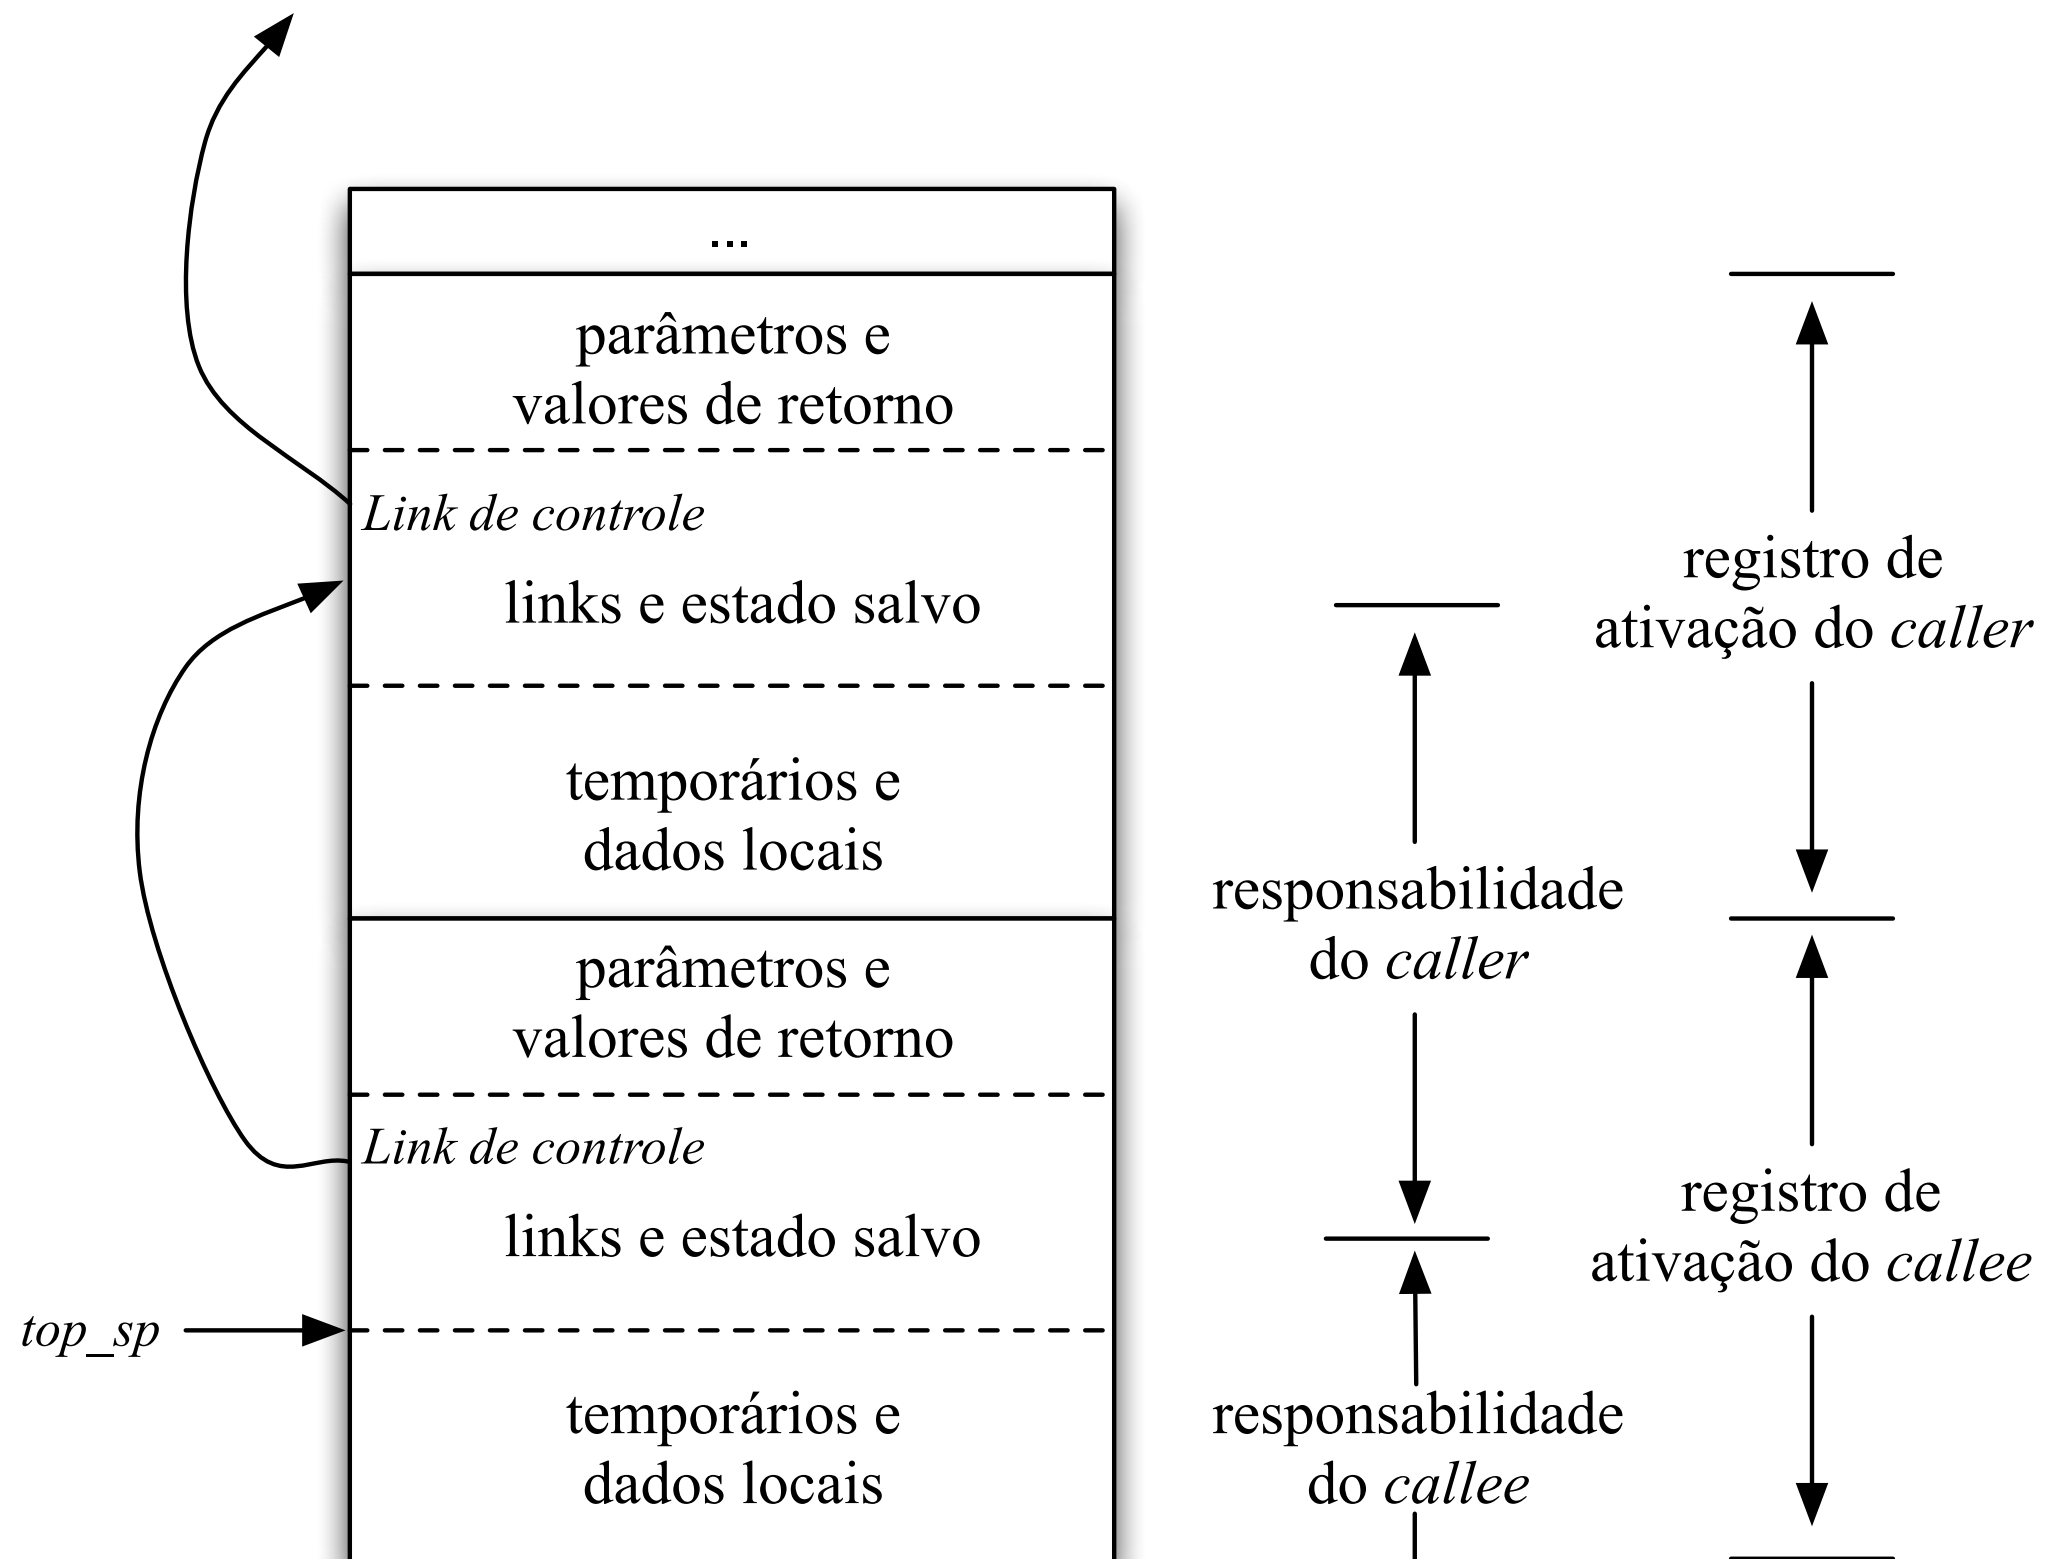 ...
parâmetros e
valores de retorno
Link de controle
links e estado salvo
temporários e
dados locais
parâmetros e
valores de retorno
Link de controle
links e estado salvo
top_sp
temporários e
dados locais
responsabilidade
do caller
responsabilidade
do callee
registro de
ativação do caller
registro de
ativação do callee